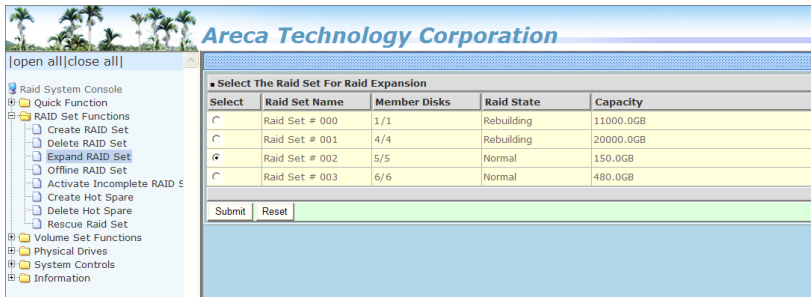 Areca Technology Corporation
|open all|close all|
Raid System Console
Quick Function
RAID Set Functions
Create RAID Set
Delete RAID Set
Expand RAID Set
Offline RAID Set
Activate Incomplete RAID S
Create Hot Spare
Delete Hot Spare
Rescue Raid Set
Volume Set Functions
Physical Drives
System Controls
Information
Select The Raid Set For Raid Expansion
Select Raid Set Name Member Disks Raid State Capacity
Raid Set # 000 1/1 Rebuilding 11000.0GB
Raid Set # 001 4/4 Rebuilding 20000.0GB
Raid Set # 002 5/5 Normal 150.0GB
Raid Set # 003 6/6 Normal 480.0GB
Submit Reset